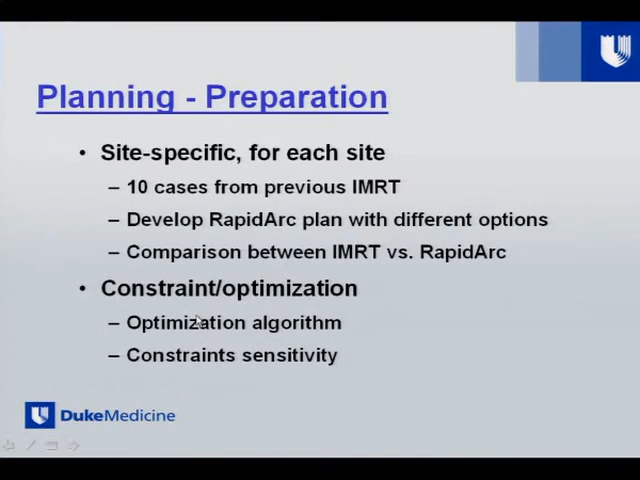 Planning - Preparation
• Site-specific, for each site
– 10 cases from previous IMRT
– Develop RapidArc plan with different options
– Comparison between IMRT vs. RapidArc
• Constraint/optimization
– Optimization algorithm
– Constraints sensitivity
DukeMedicine